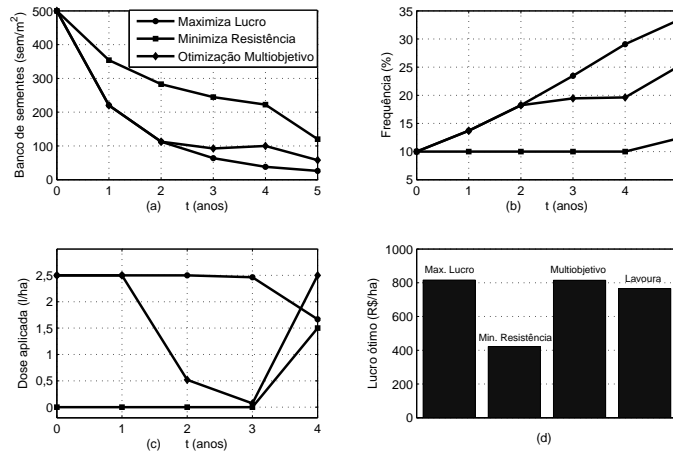 500
400
300
200
100
0
Banco de sementes (sem/m²)
0 1 2 3 4 5
(a) t (anos)
Maximiza Lucro
Minimiza Resistência
Otimização Multiobjetivo
35
30
25
20
15
10
5
Frequência (%)
0 1 2 3 4 5
(b) t (anos)
2,5
2
1,5
1
0,5
0
Dose aplicada (l/ha)
0 1 2 3 4
(c) t (anos)
1000
800
600
400
200
0
Lucro ótimo (R$/ha)
Max. Lucro
Min. Resistência
Multiobjetivo
Lavoura
(d)